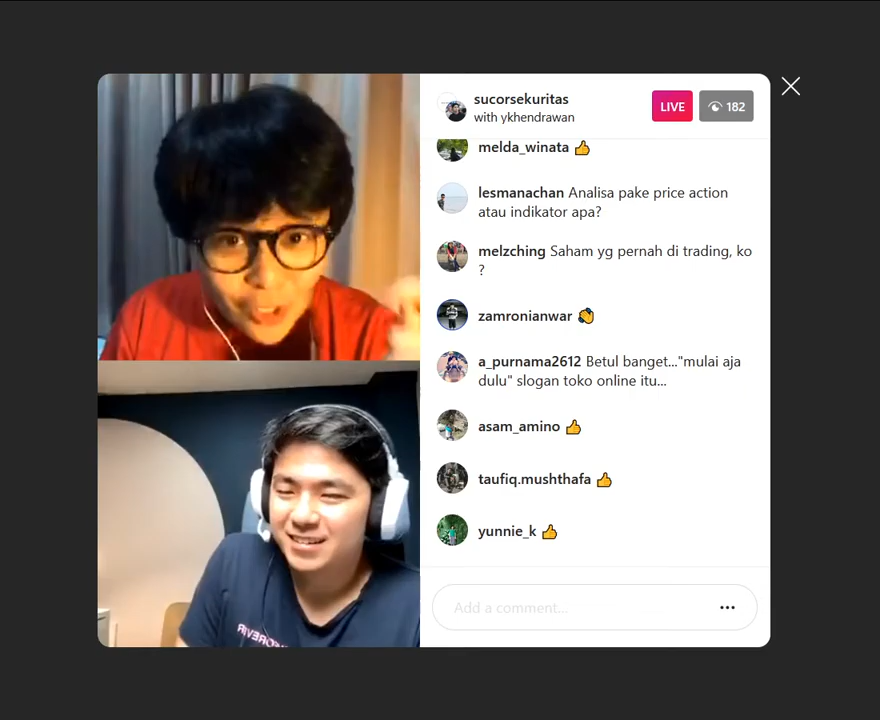 sucorsekuritas
with ykhendrawan
LIVE
182
melda_winata 👍
lesmanachan Analisa pake price action
atau indikator apa?
melzching Saham yg pernah di trading, ko
?
zamronianwar 👏
a_purnama2612 Betul banget..."mulai aja
dulu" slogan toko online itu...
asam_amino 👍
taufiq.mushthafa 👍
yunnie_k 👍
Add a comment...